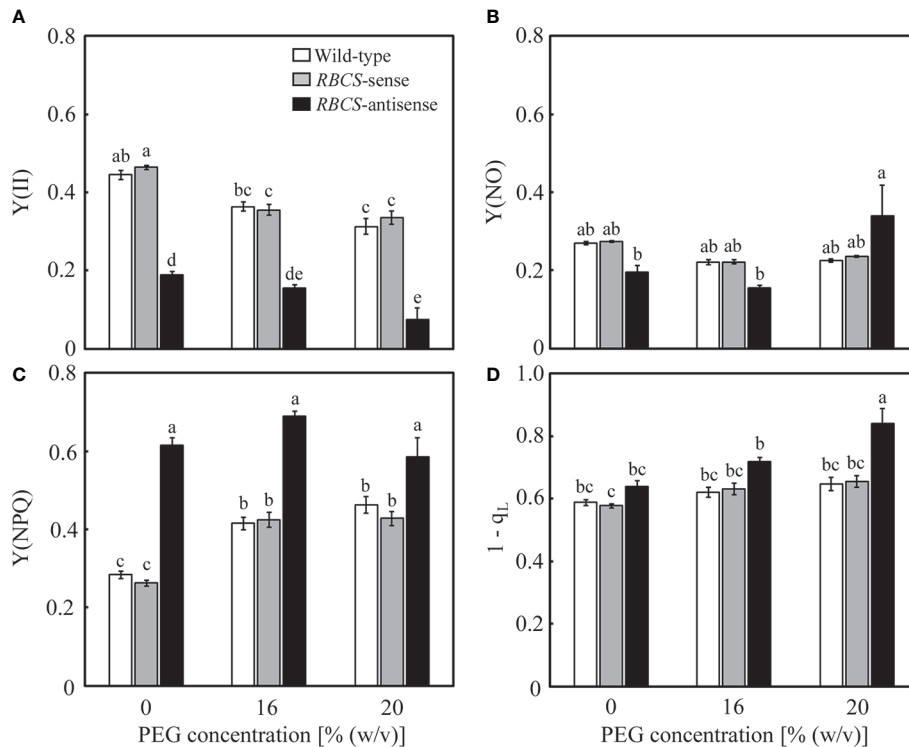 A
0.8
0.6
0.4
0.2
0
Y(II)
Wild-type
RBCS-sense
RBCS-antisense
ab a d
bc c de
c c e
B
0.8
0.6
0.4
0.2
0
Y(NO)
ab ab b
ab ab b
ab ab a
C
0.8
0.6
0.4
0.2
0
Y(NPQ)
c c a
b b a
b b a
0 16 20
PEG concentration [% (w/v)]
D
1.0
0.8
0.6
0.4
0.2
0
1 - qL
bc c bc
bc bc b
bc bc a
0 16 20
PEG concentration [% (w/v)]